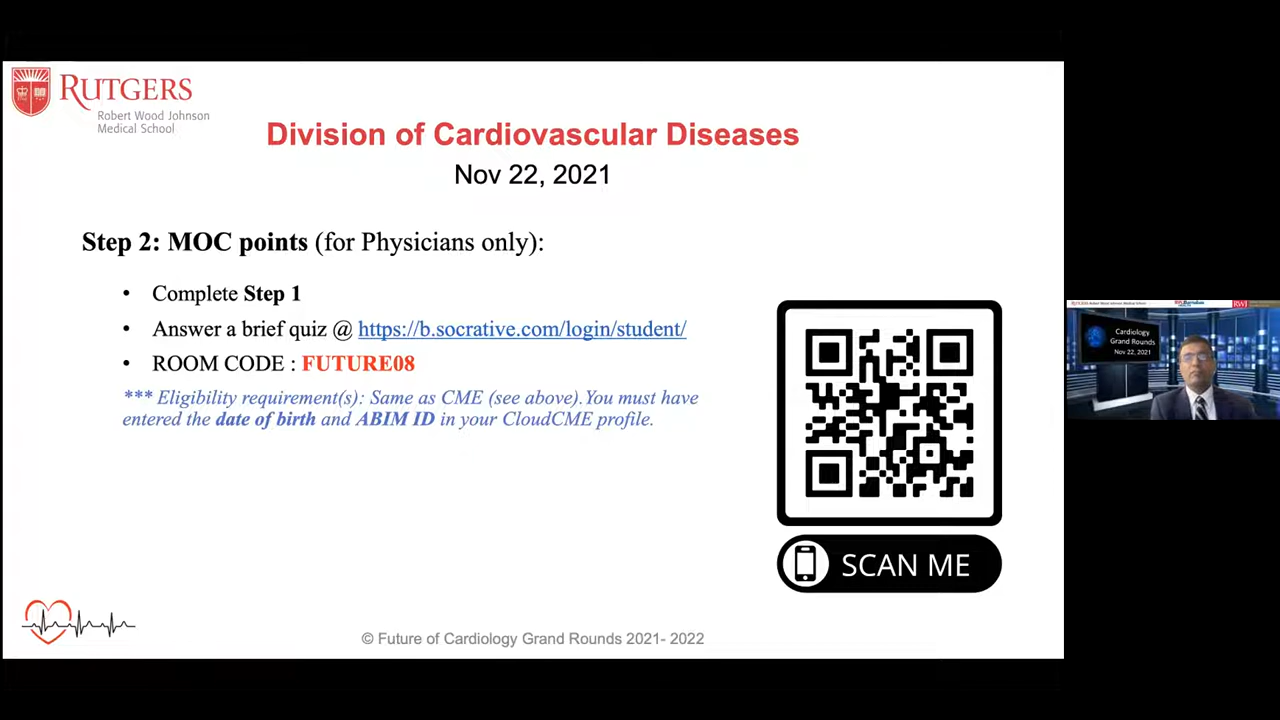 RUTGERS
Robert Wood Johnson
Medical School
Division of Cardiovascular Diseases
Nov 22, 2021
Step 2: MOC points (for Physicians only):
• Complete Step 1
• Answer a brief quiz @ https://b.socrative.com/login/student/
• ROOM CODE : FUTURE08
*** Eligibility requirement(s): Same as CME (see above).You must have
entered the date of birth and ABIM ID in your CloudCME profile.
SCAN ME
© Future of Cardiology Grand Rounds 2021- 2022
Cardiology
Grand Rounds
Nov 22, 2021